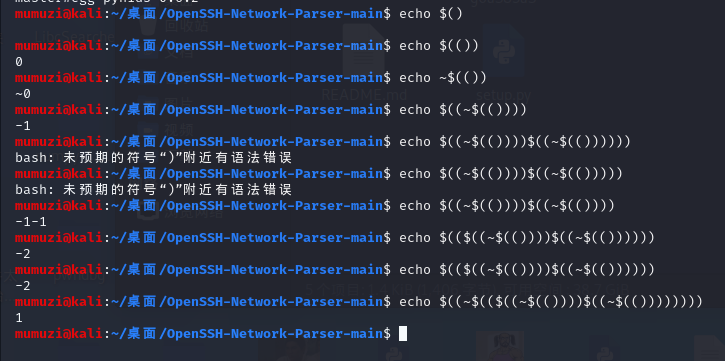 mumuzi@kali:~/桌面/OpenSSH-Network-Parser-main$ echo $()

mumuzi@kali:~/桌面/OpenSSH-Network-Parser-main$ echo $(())
0
mumuzi@kali:~/桌面/OpenSSH-Network-Parser-main$ echo ~$(())
~0
mumuzi@kali:~/桌面/OpenSSH-Network-Parser-main$ echo $((~$(())))
-1
mumuzi@kali:~/桌面/OpenSSH-Network-Parser-main$ echo $((~$(())))$((~$(())))))
bash: 未预期的符号“)”附近有语法错误
mumuzi@kali:~/桌面/OpenSSH-Network-Parser-main$ echo $((~$(())))$((~$(()))))
bash: 未预期的符号“)”附近有语法错误
mumuzi@kali:~/桌面/OpenSSH-Network-Parser-main$ echo $((~$(())))$((~$(())))
-1-1
mumuzi@kali:~/桌面/OpenSSH-Network-Parser-main$ echo $(($((~$(())))$((~$(())))))
-2
mumuzi@kali:~/桌面/OpenSSH-Network-Parser-main$ echo $(($((~$(())))$((~$(())))))
-2
mumuzi@kali:~/桌面/OpenSSH-Network-Parser-main$ echo $((~$(($((~$(())))$((~$(())))))))
1
mumuzi@kali:~/桌面/OpenSSH-Network-Parser-main$